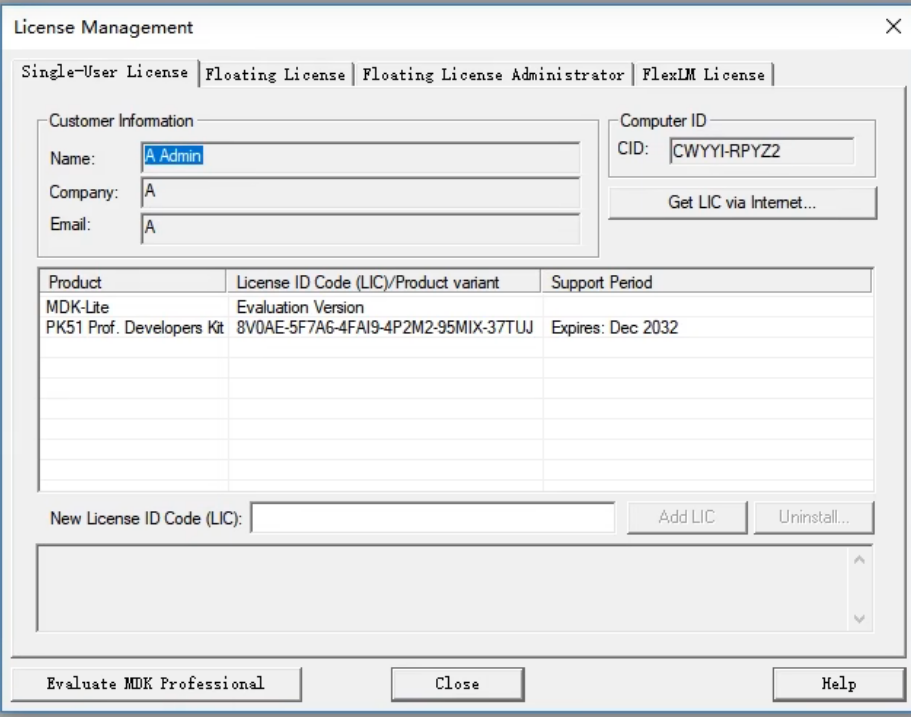 License Management
Single-User License Floating License Floating License Administrator FlexLM License
Customer Information
Name: A Admin
Company: A
Email: A
Computer ID
CID: CWYYI-RPYZ2
Get LIC via Internet...
Product License ID Code (LIC)/Product variant Support Period
MDK-Lite Evaluation Version
PK51 Prof. Developers Kit 8V0AE-5F7A6-4FAI9-4P2M2-95MIX-37TUJ Expires: Dec 2032
New License ID Code (LIC): Add LIC Uninstall...
Evaluate MDK Professional Close Help